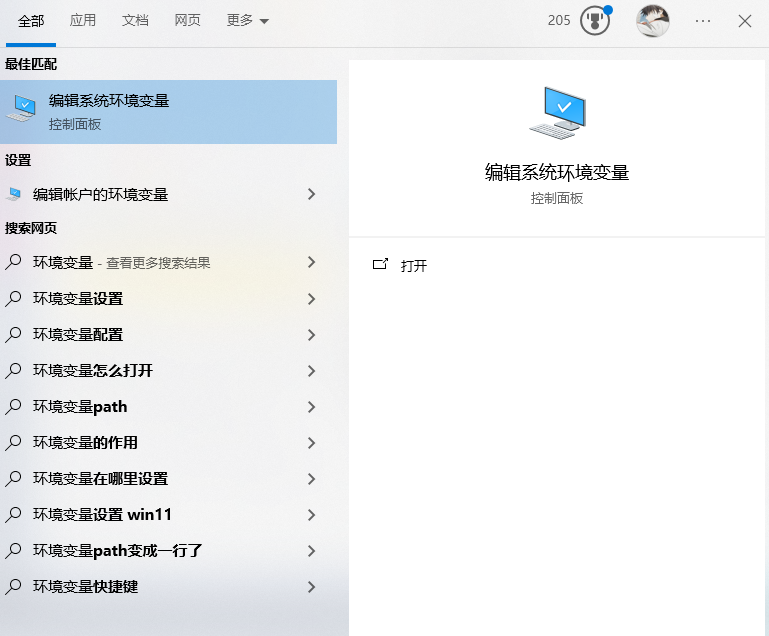 全部 应用 文档 网页 更多 205 ...
最佳匹配
编辑系统环境变量
控制面板
设置
编辑帐户的环境变量
搜索网页
环境变量 - 查看更多搜索结果
环境变量设置
环境变量配置
环境变量怎么打开
环境变量path
环境变量的作用
环境变量在哪里设置
环境变量设置 win11
环境变量path变成一行了
环境变量快捷键
编辑系统环境变量
控制面板
打开